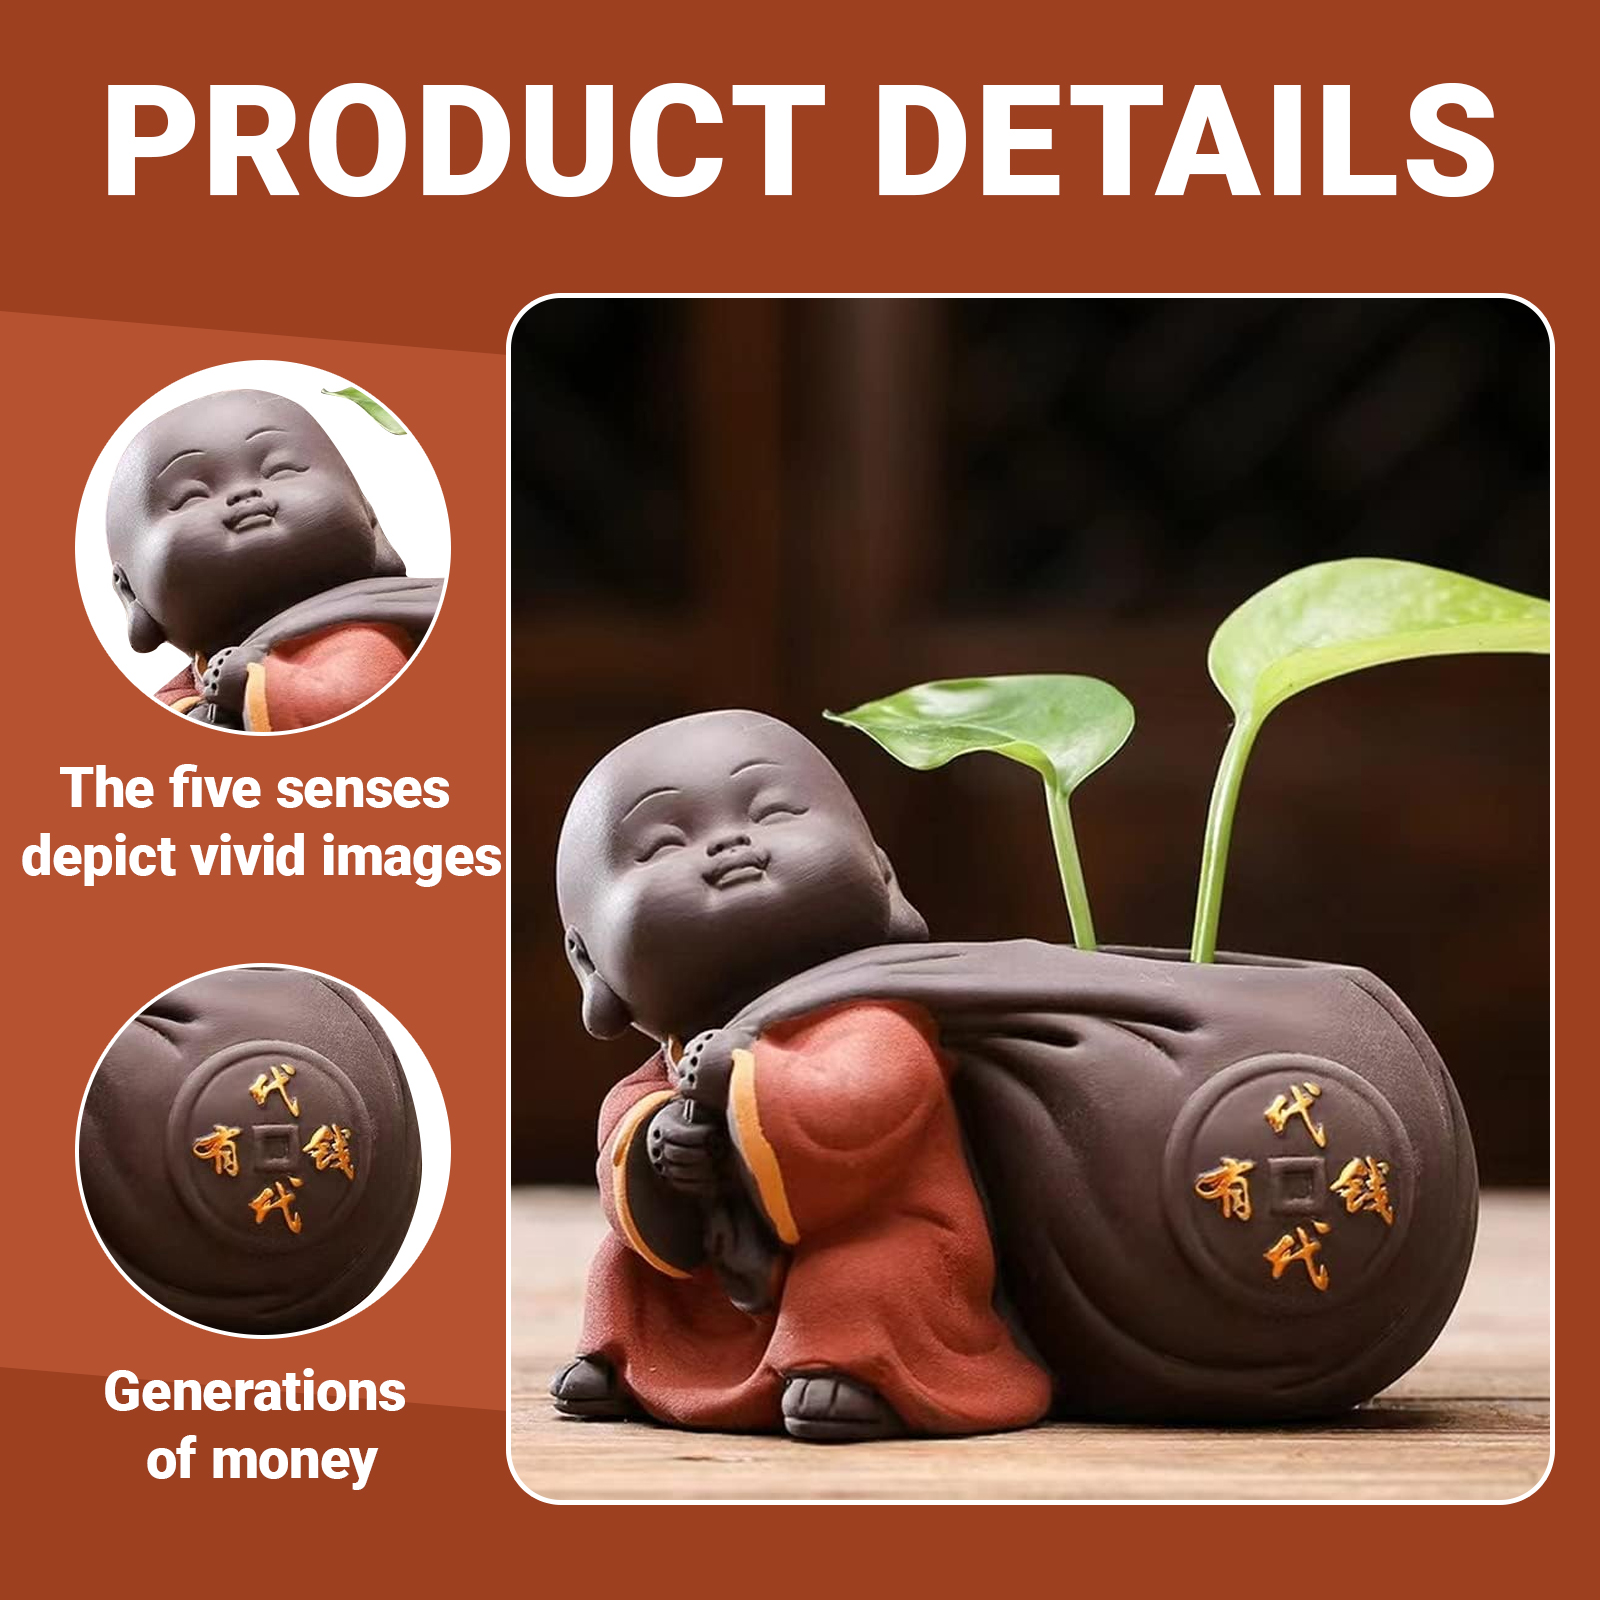 PRODUCT DETAILS
The five senses
depict vivid images
代
有 钱
代
Generations
of money
代
有 钱
代